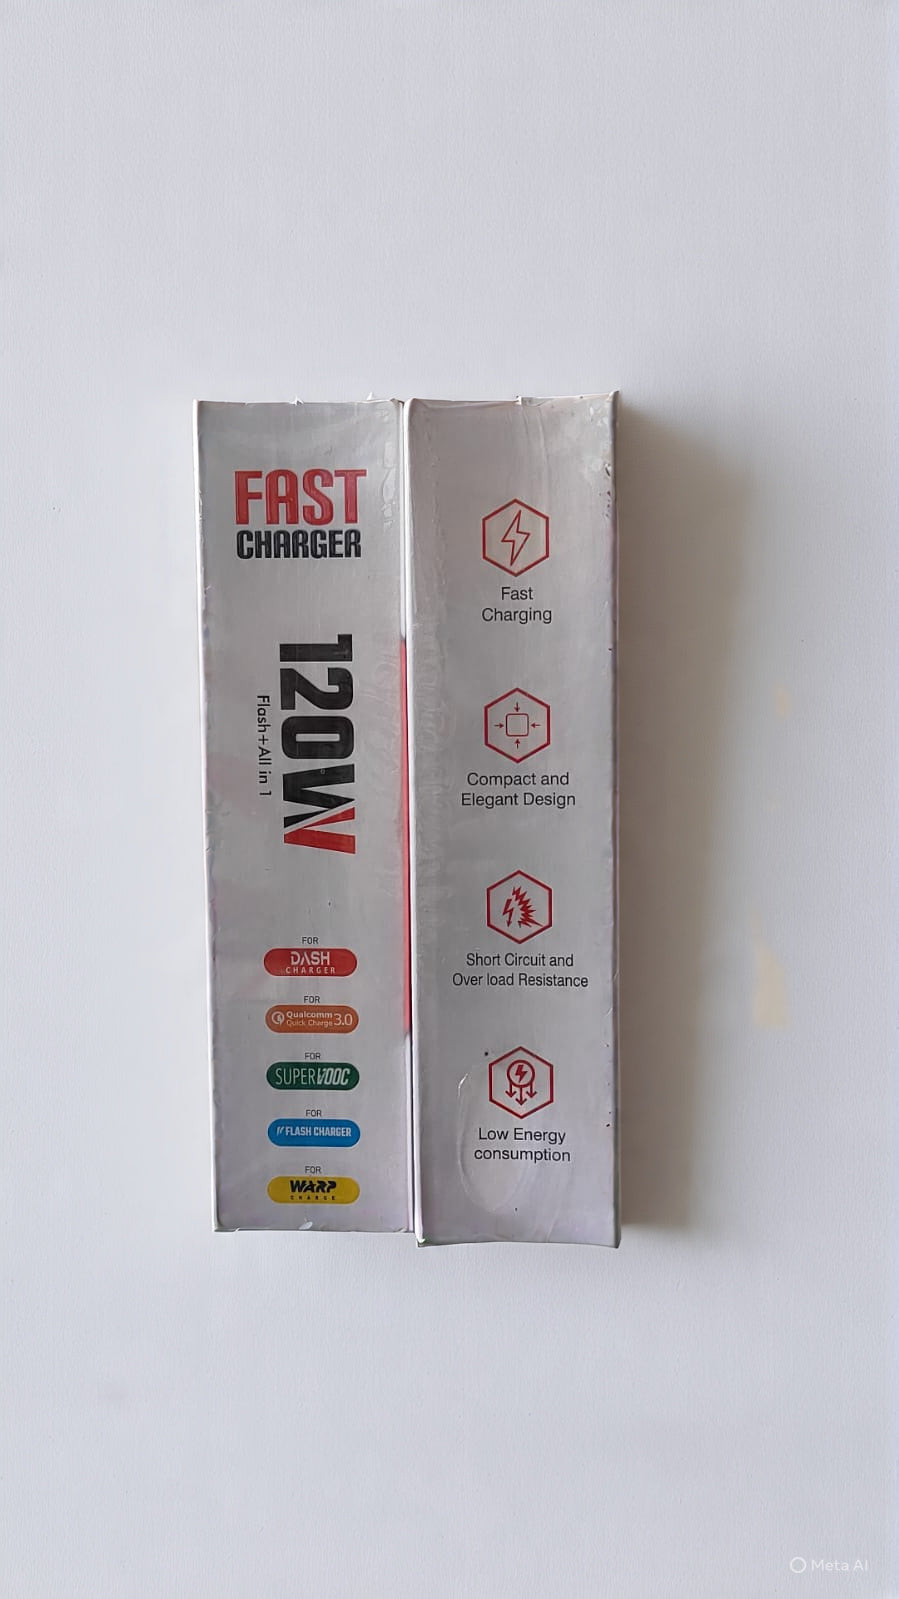 FAST
CHARGER
120W
Flash+All in 1
FOR
DASH
CHARGER
FOR
Qualcomm
Quick Charge 3.0
FOR
SUPERVOOC
FOR
FLASH CHARGER
FOR
WARP
CHARGE
Fast
Charging
Compact and
Elegant Design
Short Circuit and
Over load Resistance
Low Energy
consumption
Meta AI